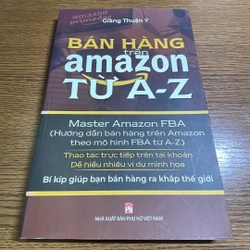 amazon
primeday
Giảng Thuận Ý
BÁN HÀNG
trên
amazon
TỪ A-Z
Master Amazon FBA
(Hướng dẫn bán hàng trên Amazon
theo mô hình FBA từ A-Z)
Thao tác trực tiếp trên tài khoản
Dễ hiểu nhiều ví dụ minh họa
Bí kíp giúp bạn bán hàng ra khắp thế giới
NHÀ XUẤT BẢN PHỤ NỮ VIỆT NAM